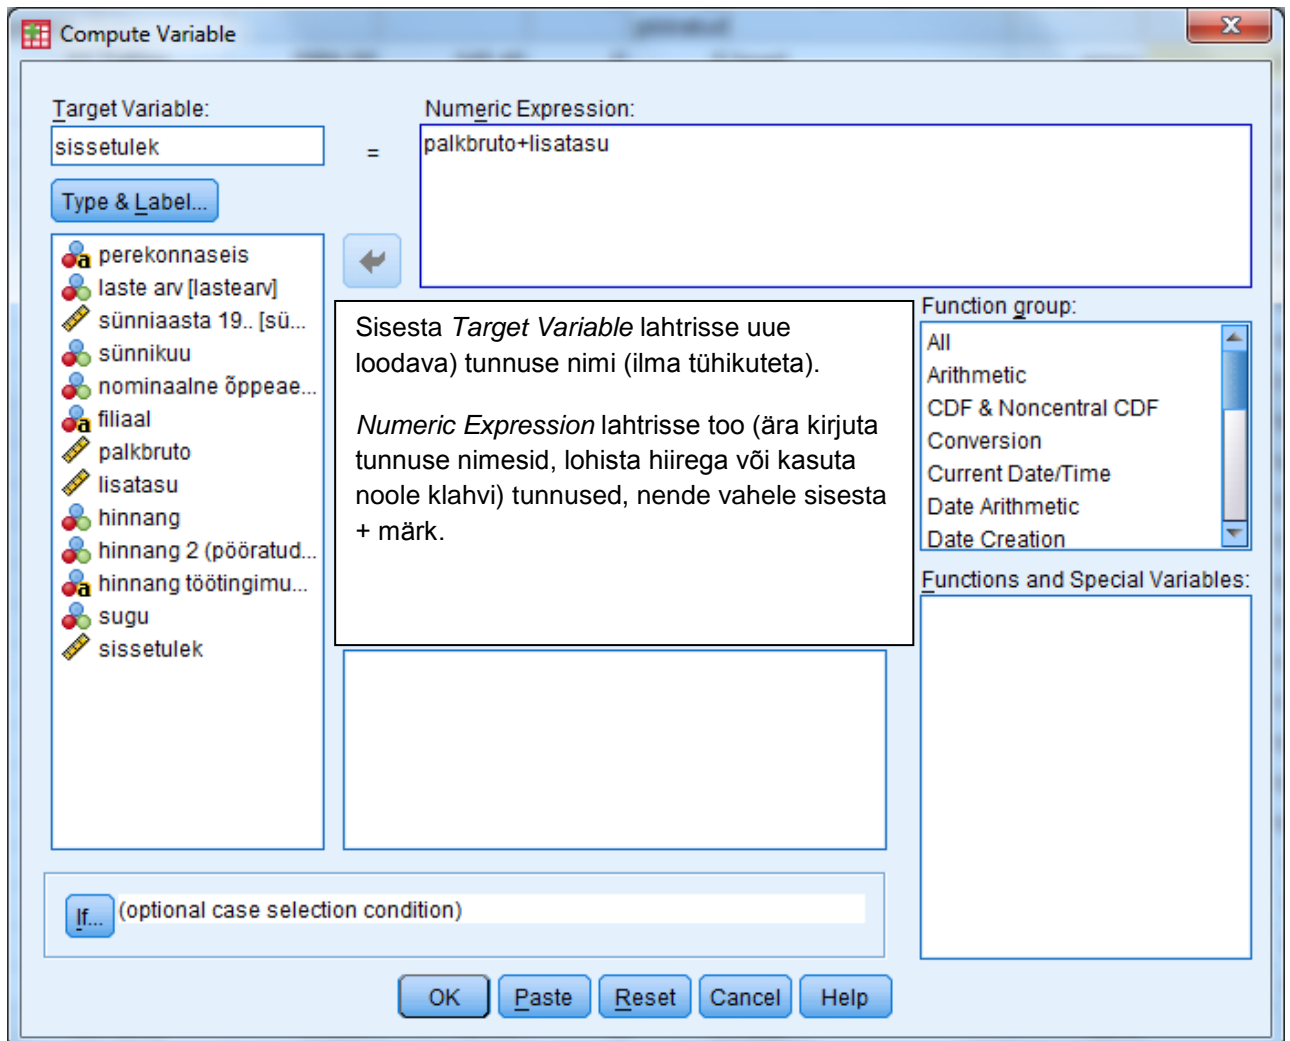 Compute Variable
Target Variable:
sissetulek
=
Numeric Expression:
palkbruto+lisatasu
Type & Label...
perekonnaseis
laste arv [lastearv]
sünniaasta 19.. [sü...
sünnikuu
nominaalne õppeae...
filiaal
palkbruto
lisatasu
hinnang
hinnang 2 (pööratud...
hinnang töötingimu...
sugu
sissetulek
Sisesta Target Variable lahtrisse uue
loodava) tunnuse nimi (ilma tühikuteta).
Numeric Expression lahtrisse too (ära kirjuta
tunnuse nimesid, lohista hiirega või kasuta
noole klahvi) tunnused, nende vahele sisesta
+ märk.
Function group:
All
Arithmetic
CDF & Noncentral CDF
Conversion
Current Date/Time
Date Arithmetic
Date Creation
Functions and Special Variables:
If...
(optional case selection condition)
OK
Paste
Reset
Cancel
Help